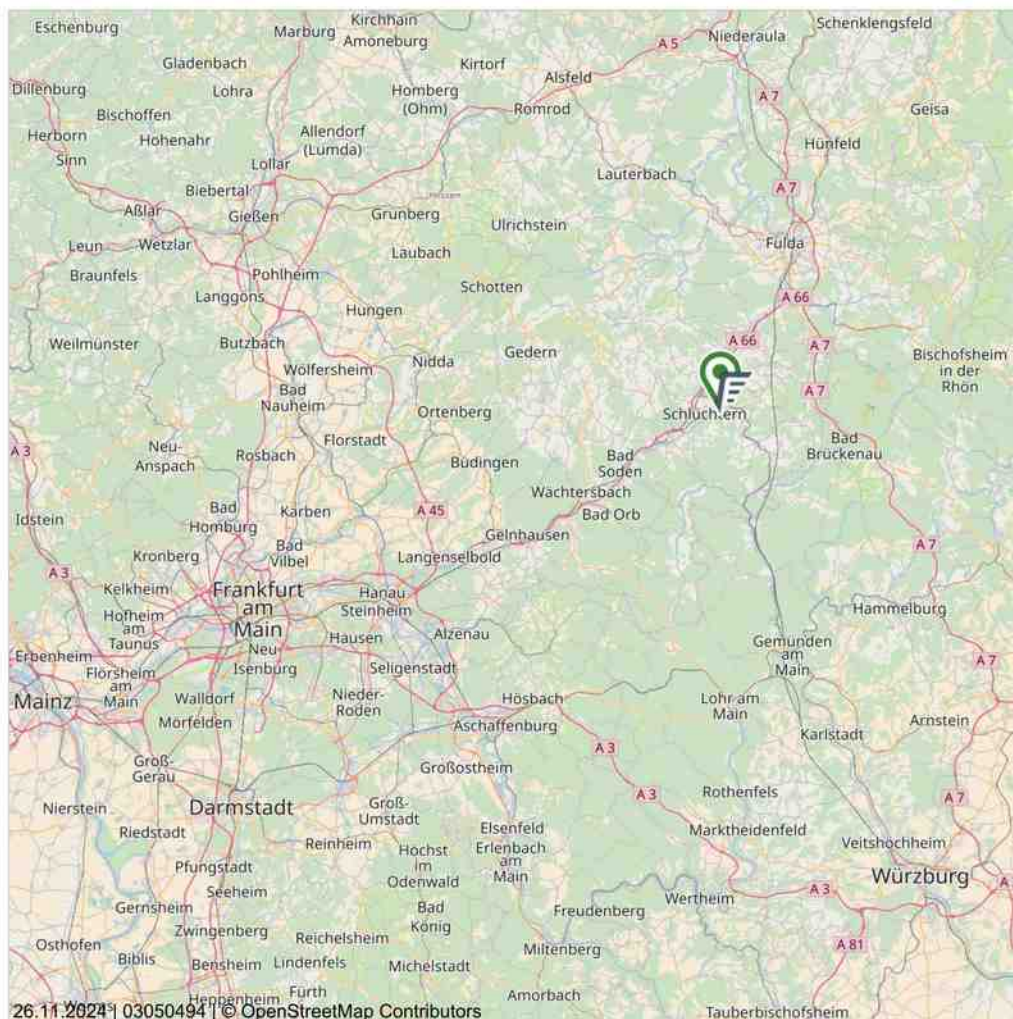 Eschenburg
Marburg
Kirchhain
Amöneburg
A 5
Niederaula
Schenklengsfeld
Gladenbach
Kirtorf
Alsfeld
Dillenburg
Lohra
Homberg
(Ohm)
Romrod
A 7
Geisa
Bischoffen
Herborn
Hohenahr
Allendorf
(Lumda)
Hünfeld
Sinn
Lollar
Lauterbach
Biebertal
A 7
Aßlar
Gießen
Grünberg
Ulrichstein
Leun
Wetzlar
Laubach
Fulda
Braunfels
Pohlheim
Schotten
Langgöns
Hungen
A 66
Weilmünster
Butzbach
Wölfersheim
Nidda
Gedern
A 66
A 7
Bischofsheim
in der
Rhön
Bad
Nauheim
Ortenberg
Schlüchtern
A 3
Neu-
Anspach
Rosbach
Florstadt
Büdingen
Bad
Soden
Bad
Brückenau
Wächtersbach
Idstein
Bad
Homburg
Karben
A 45
Bad Orb
Gelnhausen
Kronberg
Bad
Vilbel
Langenselbold
A 7
A 3
Kelkheim
Frankfurt
am
Main
Hanau
Steinheim
Hammelburg
Hofheim
am
Taunus
Hausen
Alzenau
Gemünden
am
Main
Erbenheim
Neu
Isenburg
Seligenstadt
A 7
Flörsheim
am
Main
Mainz
Walldorf
Nieder-
Roden
Hösbach
Lohr am
Main
Mörfelden
Aschaffenburg
Arnstein
Karlstadt
Groß-
Gerau
A 3
Großostheim
Nierstein
Darmstadt
Groß-
Umstadt
A 3
Rothenfels
A 7
Riedstadt
Reinheim
Elsenfeld
Erlenbach
am
Main
Marktheidenfeld
Veitshöchheim
Pfungstadt
Höchst
im
Odenwald
Seeheim
Würzburg
A
Gernsheim
Wertheim
A 3
Zwingenberg
Bad
König
Freudenberg
Osthofen
Reichelsheim
A 81
Biblis
Bensheim
Lindenfels
Michelstadt
Miltenberg
Worms
Heppenheim
Fürth
Amorbach
Tauberbischofsheim
26.11.2024 | 03050494 | © OpenStreetMap Contributors